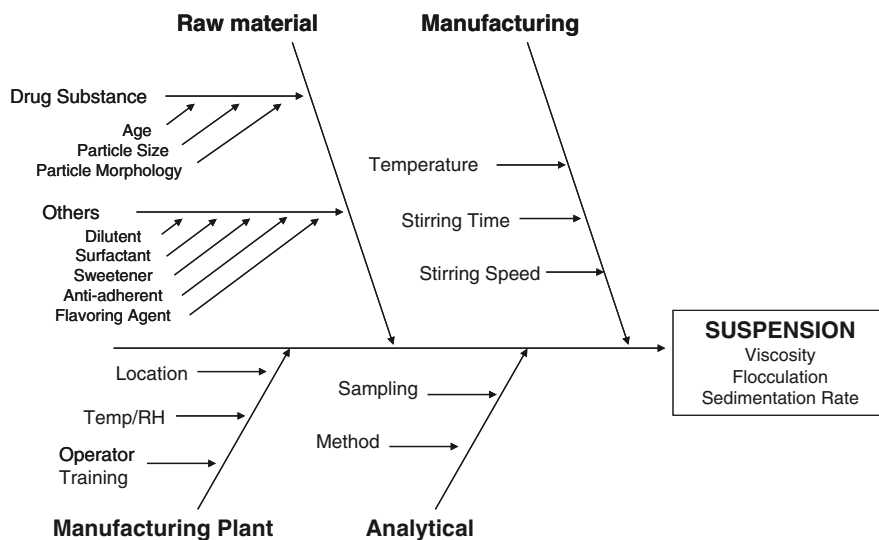 Raw material
Manufacturing
Drug Substance
Age
Particle Size
Particle Morphology
Others
Dilutent
Surfactant
Sweetener
Anti-adherent
Flavoring Agent
Temperature
Stirring Time
Stirring Speed
SUSPENSION
Viscosity
Flocculation
Sedimentation Rate
Location
Temp/RH
Operator
Training
Sampling
Method
Manufacturing Plant
Analytical